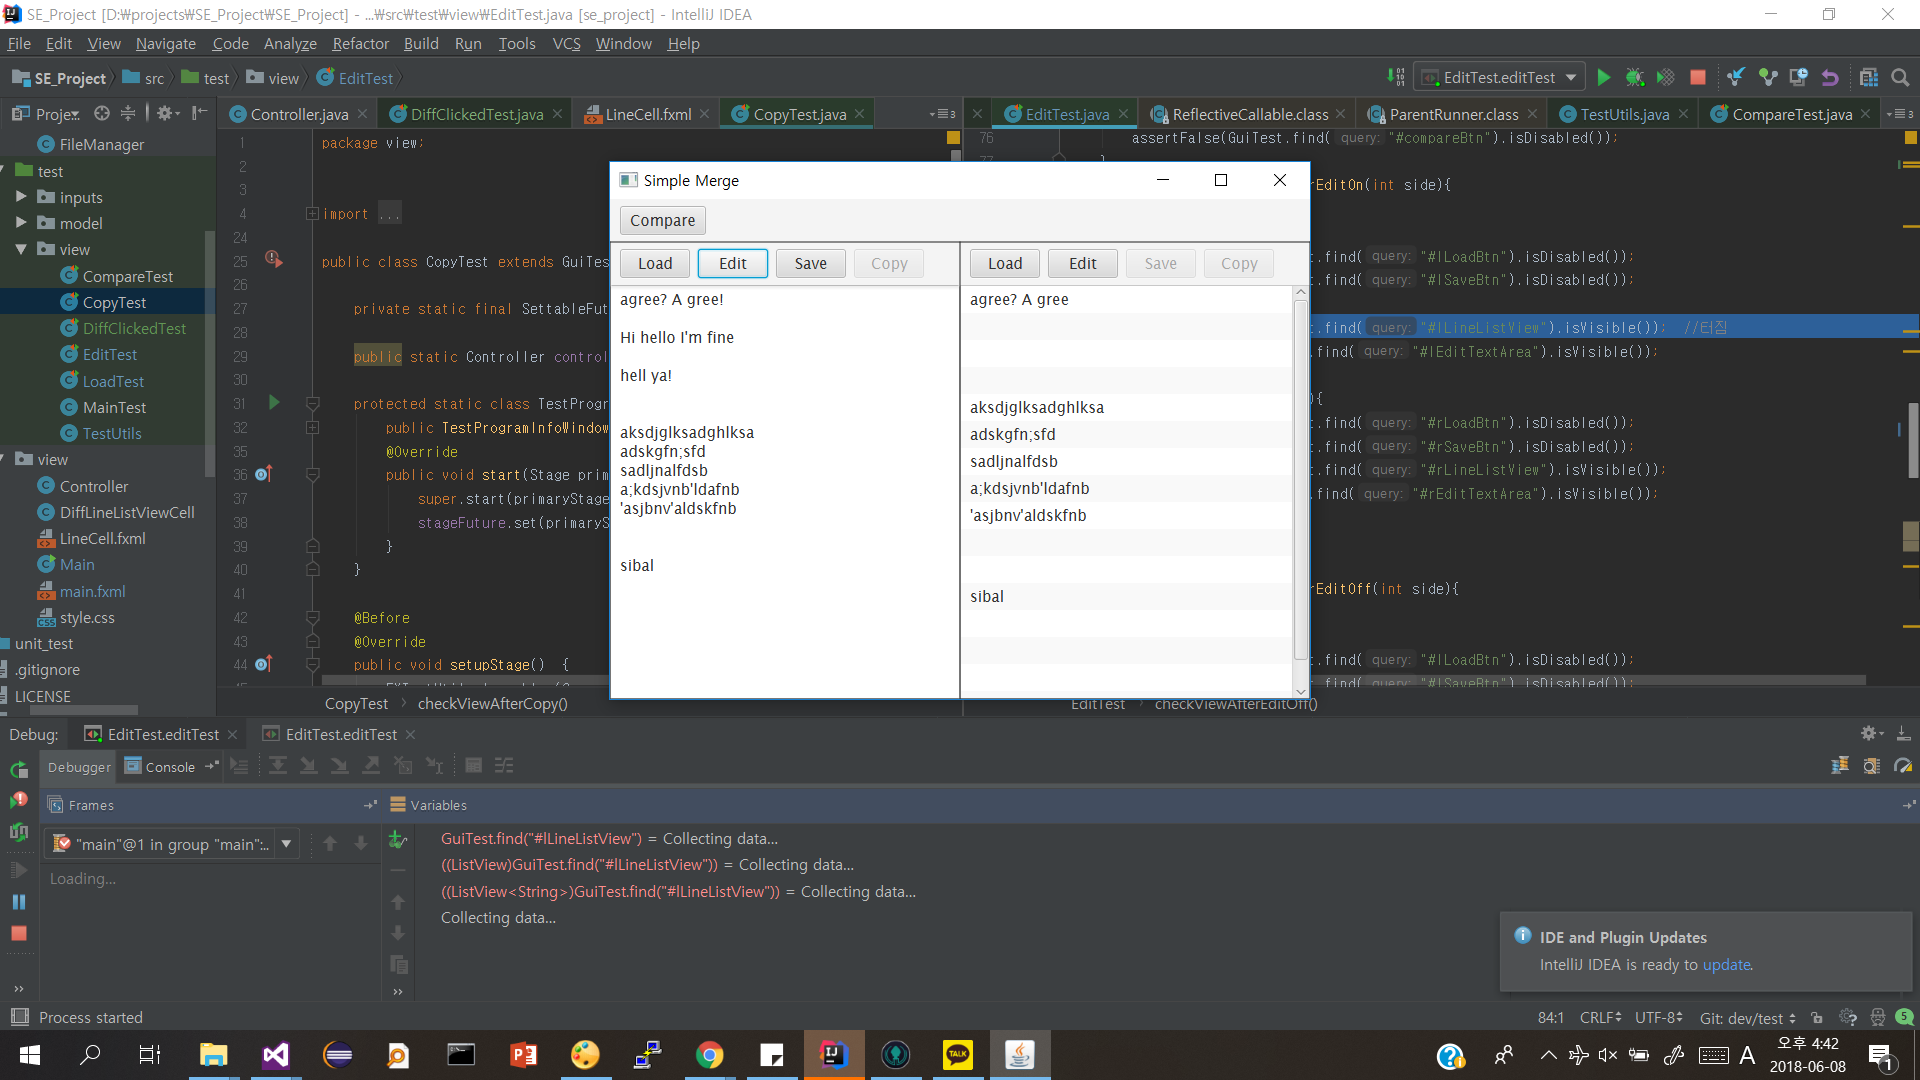 SE_Project [D:₩projects₩SE_Project₩SE_Project] - ...₩src₩test₩view₩EditTest.java [se_project] - IntelliJ IDEA
File Edit View Navigate Code Analyze Refactor Build Run Tools VCS Window Help
SE_Project src test view EditTest
EditTest.editTest
Proje..
Controller.java DiffClickedTest.java LineCell.fxml CopyTest.java
EditTest.java ReflectiveCallable.class ParentRunner.class TestUtils.java CompareTest.java
FileManager
test
inputs
model
view
CompareTest
CopyTest
DiffClickedTest
EditTest
LoadTest
MainTest
TestUtils
view
Controller
DiffLineListViewCell
LineCell.fxml
Main
main.fxml
style.css
unit_test
.gitignore
LICENSE
1 package view;
2
3
4 import ...
24
25 public class CopyTest extends GuiTes
26
27 private static final SettableFut
28
29 public static Controller control
30
31 protected static class TestProgr
32 public TestProgramInfoWindow
@Override
36 public void start(Stage prim
37 super.start(primaryStage
38 stageFuture.set(primaryS
39 }
40 }
41
42 @Before
43 @Override
44 public void setupStage() {
CopyTest checkViewAfterCopy()
76 assertFalse(GuiTest.find( query: "#compareBtn").isDisabled());
77 }
rEditOn(int side){
t.find( query: "#lLoadBtn").isDisabled());
t.find( query: "#lSaveBtn").isDisabled());
t.find( query: "#lLineListView").isVisible()); //터짐
.find( query: "#lEditTextArea").isVisible());
){
t.find( query: "#rLoadBtn").isDisabled());
t.find( query: "#rSaveBtn").isDisabled());
t.find( query: "#rLineListView").isVisible());
.find( query: "#rEditTextArea").isVisible());
rEditOff(int side){
t.find( query: "#lLoadBtn").isDisabled());
t.find( query: "#lSaveBtn").isDisabled());
EditTest checkViewAfterEditOff()
Simple Merge
Compare
Load Edit Save Copy
agree? A gree!
Hi hello I'm fine
hell ya!
aksdjglksadghlksa
adskgfn;sfd
sadljnalfdsb
a;kdsjvnb'ldafnb
'asjbnv'aldskfnb
sibal
Load Edit Save Copy
agree? A gree
aksdjglksadghlksa
adskgfn;sfd
sadljnalfdsb
a;kdsjvnb'ldafnb
'asjbnv'aldskfnb
sibal
Debug: EditTest.editTest EditTest.editTest
Debugger Console
Frames Variables
"main"@1 in group "main":..
Loading...
GuiTest.find("#lLineListView") = Collecting data...
((ListView)GuiTest.find("#lLineListView")) = Collecting data...
((ListView<String>)GuiTest.find("#lLineListView")) = Collecting data...
Collecting data...
IDE and Plugin Updates
IntelliJ IDEA is ready to update.
Process started
84:1 CRLF UTF-8 Git: dev/test 5
TALK
A
오후 4:42
2018-06-08
1